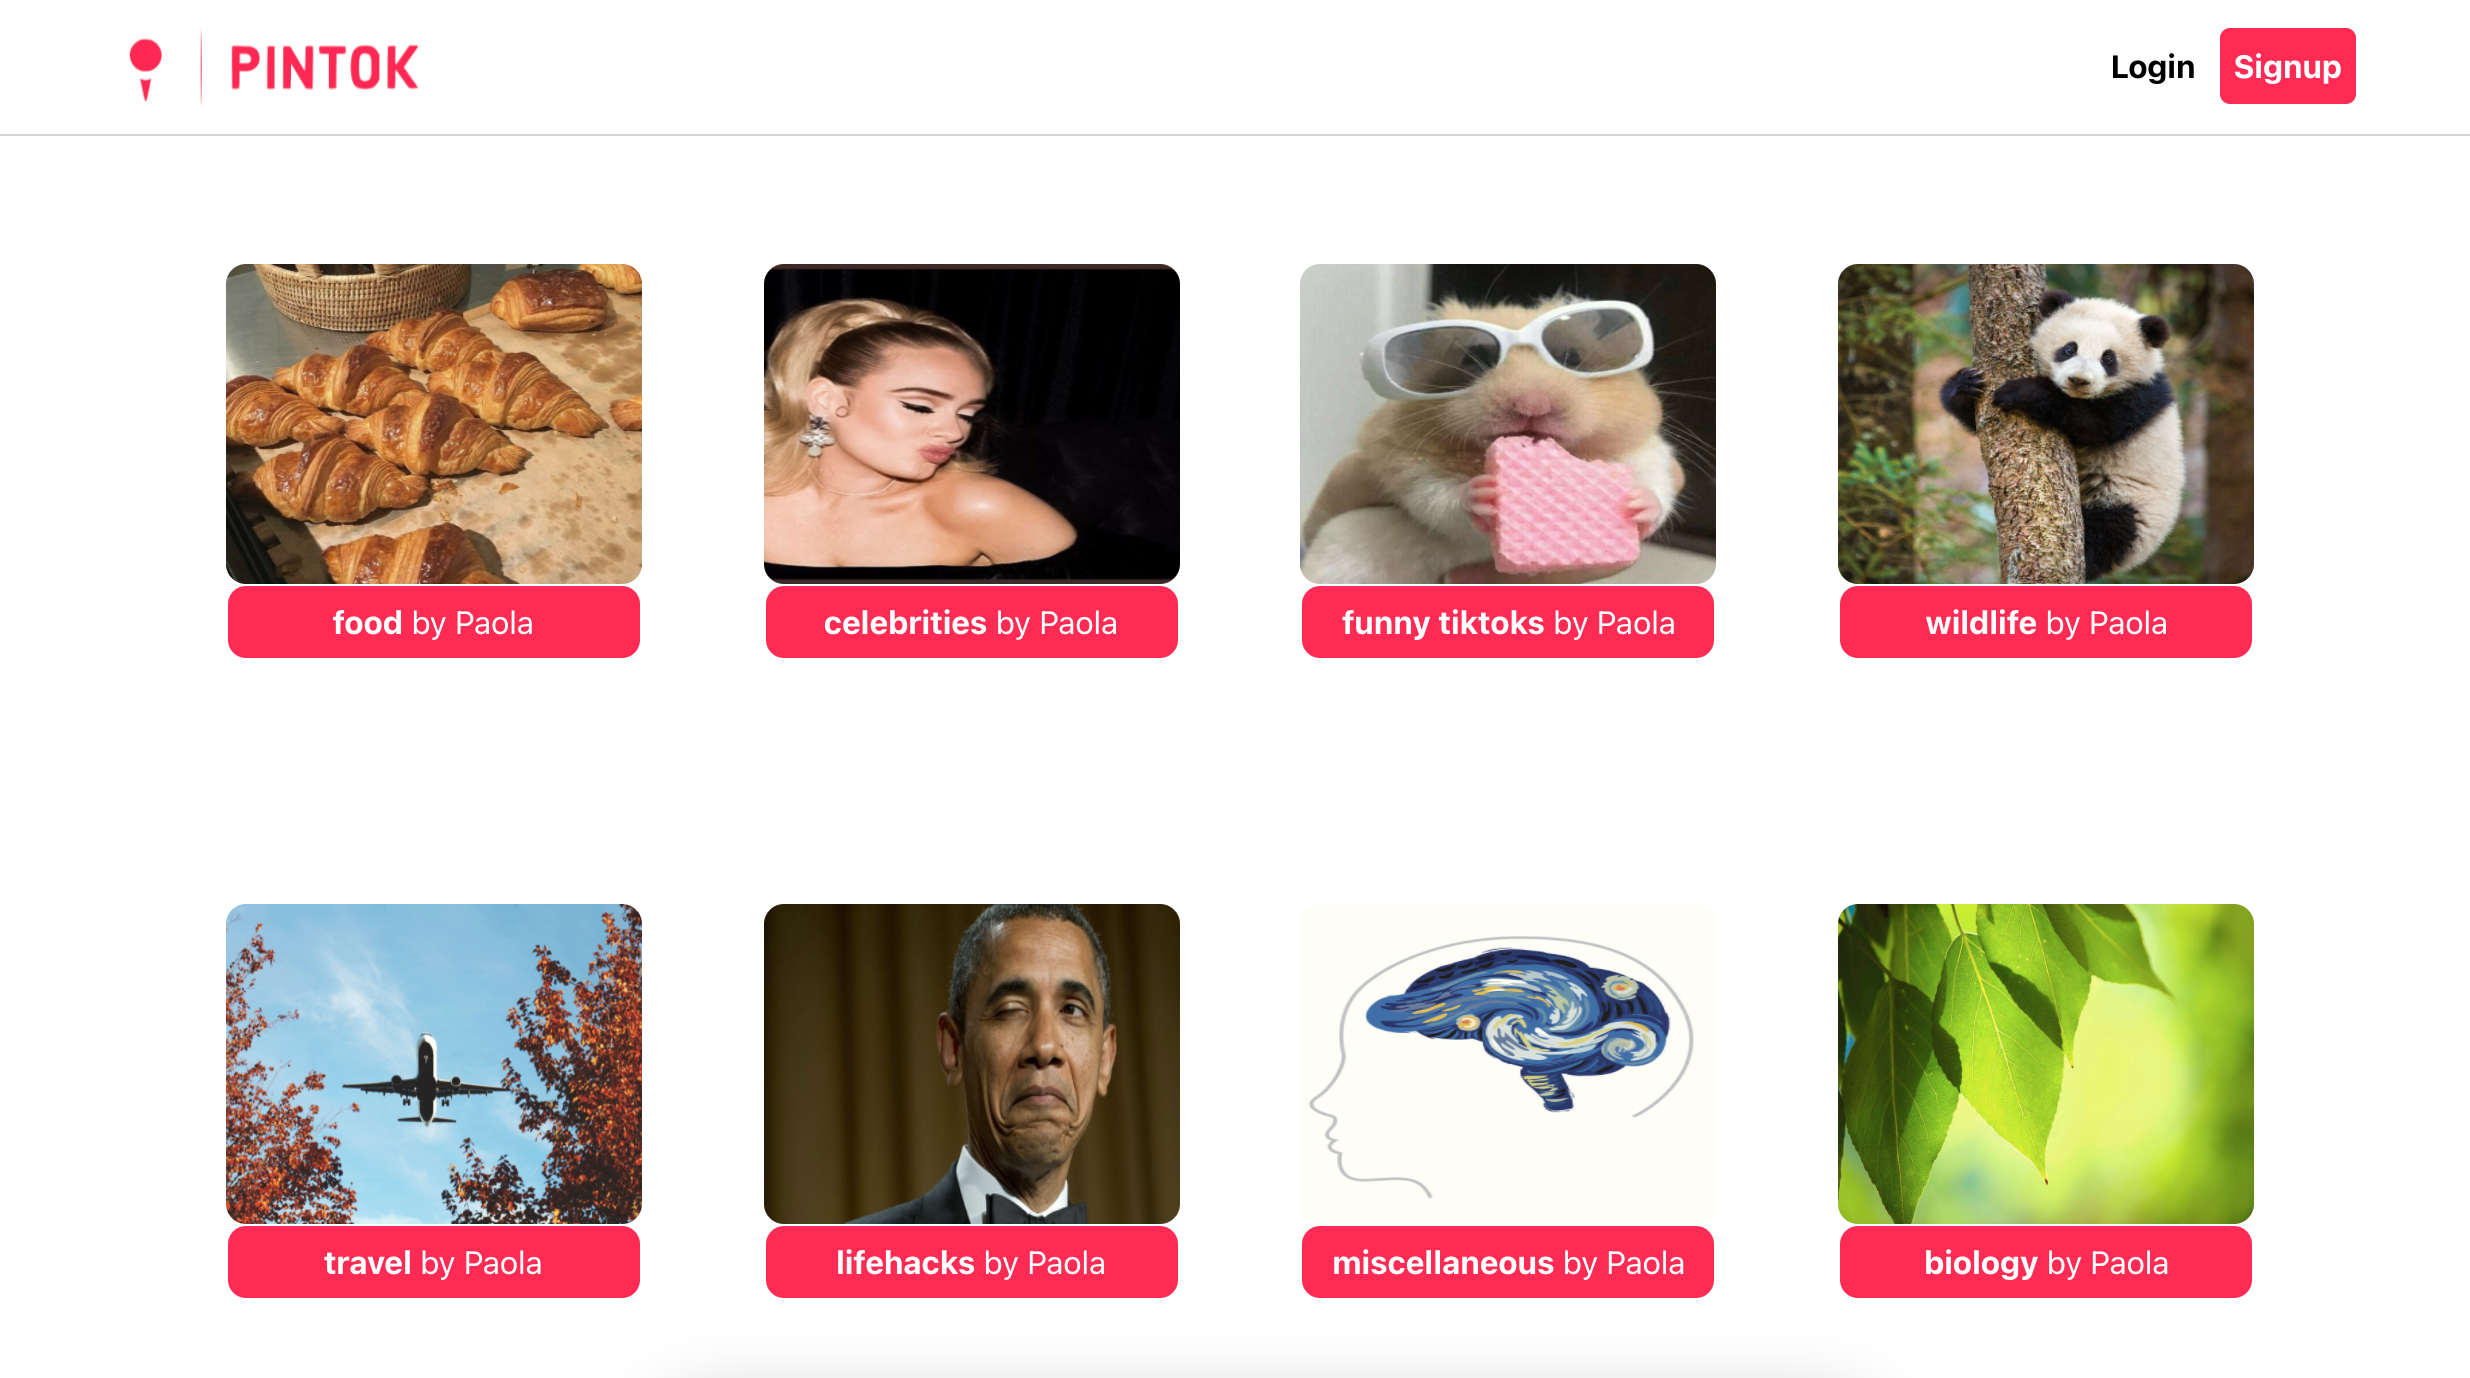 PINTOK
Login
Signup
food by Paola
celebrities by Paola
funny tiktoks by Paola
wildlife by Paola
travel by Paola
lifehacks by Paola
miscellaneous by Paola
biology by Paola